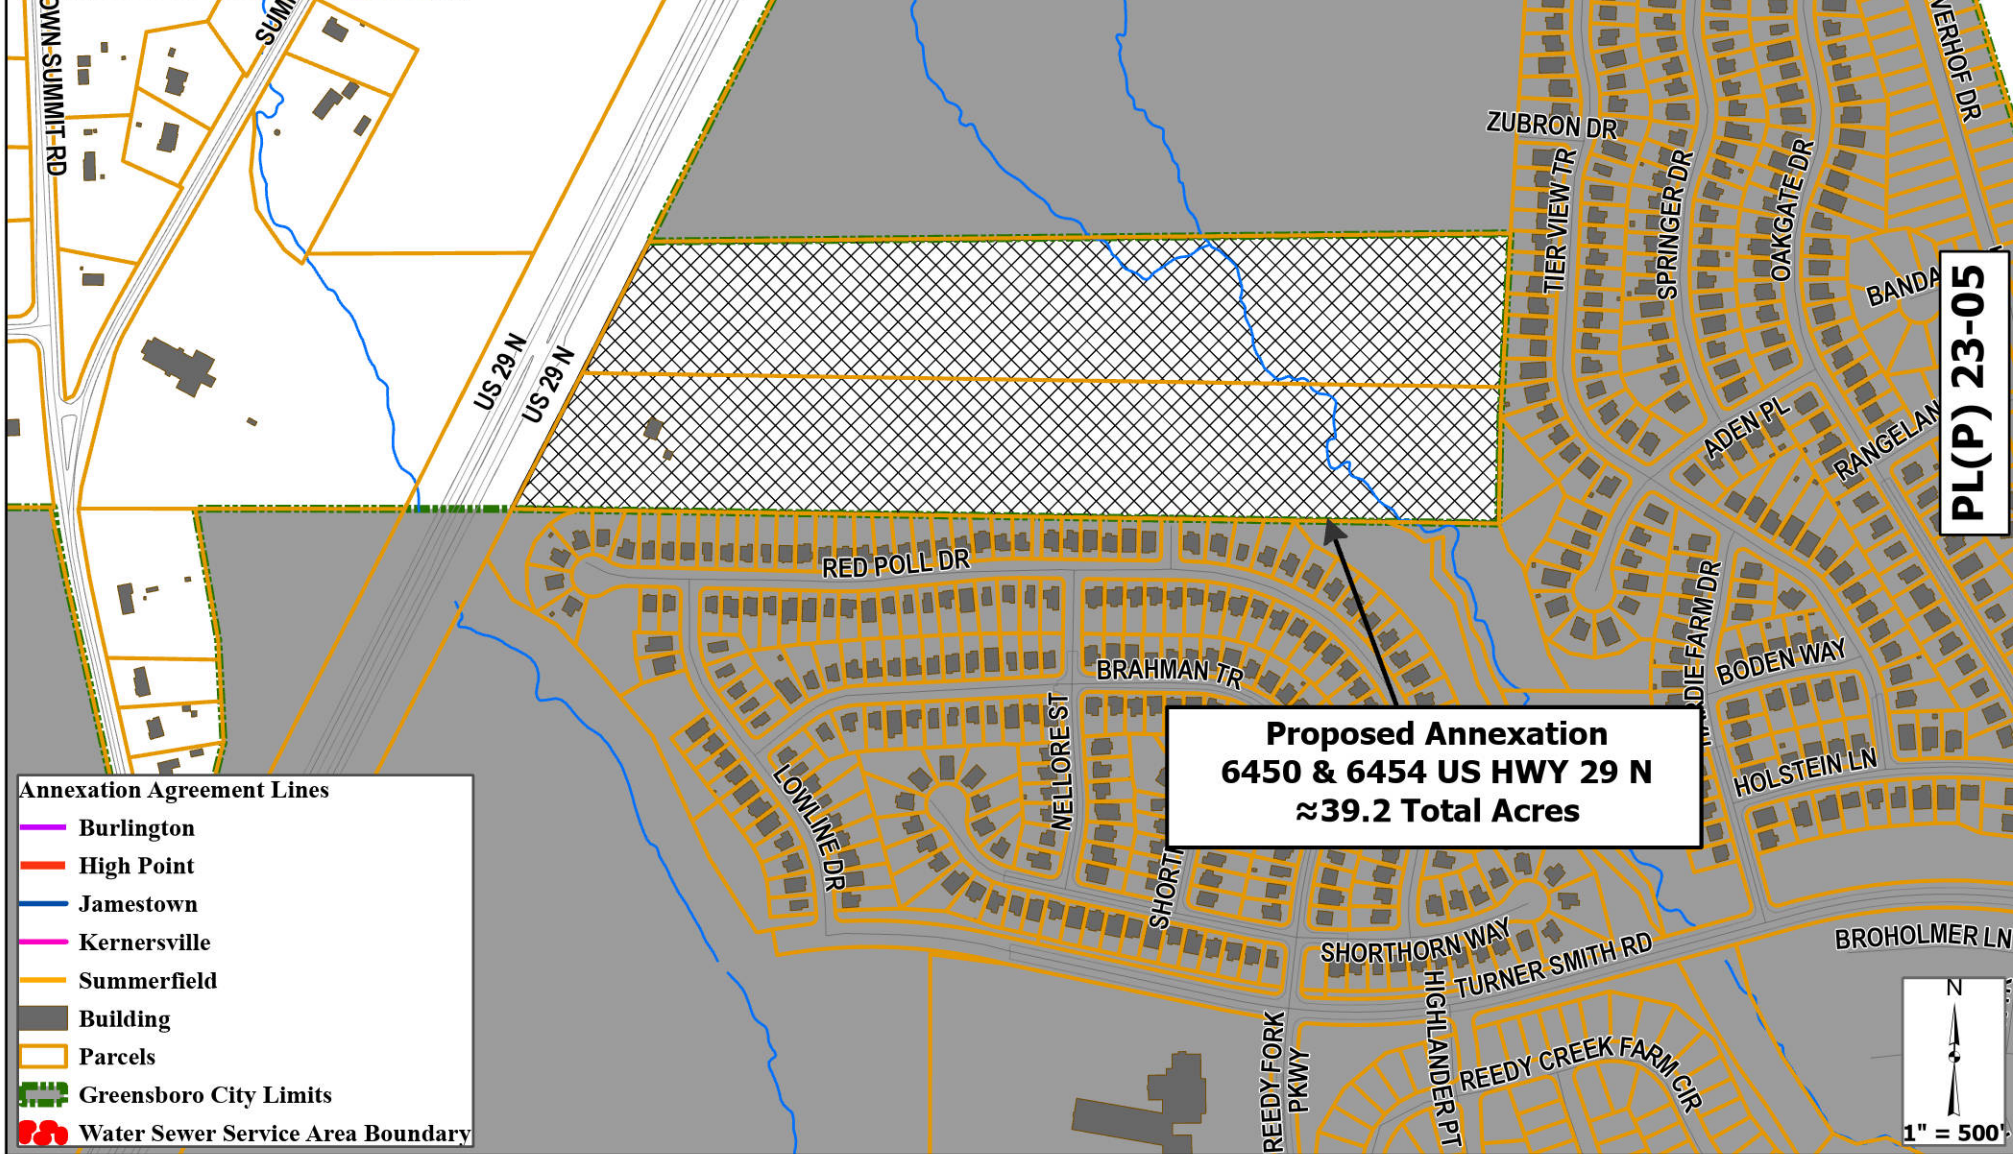 SUMMIT RD
ZUBRON DR
TIER VIEW TR
SPRINGER DR
OAKGATE DR
US 29 N
US 29 N
ADEN PL
PL(P) 23-05
RED POLL DR
BRAHMAN TR
NELLORE ST
LOWLINE DR
BODEN WAY
HOLSTEIN LN
Proposed Annexation
6450 & 6454 US HWY 29 N
≈39.2 Total Acres
SHORTHORN WAY
TURNER SMITH RD
BROHOLMER LN
HIGHLANDER PT
REEDY FORK
PKWY
REEDY CREEK FARM CIR
Annexation Agreement Lines
Burlington
High Point
Jamestown
Kernersville
Summerfield
Building
Parcels
Greensboro City Limits
Water Sewer Service Area Boundary
N
1" = 500'